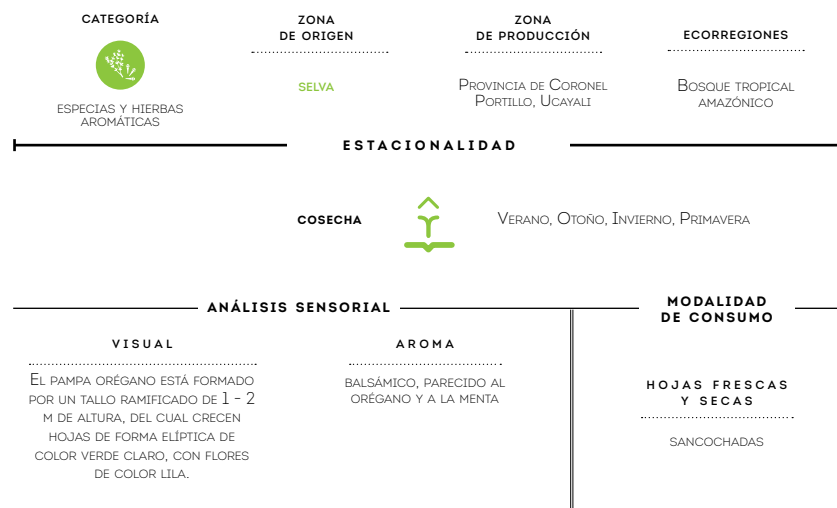 CATEGORÍA
ESPECIAS Y HIERBAS
AROMÁTICAS
ZONA
DE ORIGEN
SELVA
ZONA
DE PRODUCCIÓN
PROVINCIA DE CORONEL
PORTILLO, UCAYALI
ECORREGIONES
BOSQUE TROPICAL
AMAZÓNICO
ESTACIONALIDAD
COSECHA
VERANO, OTOÑO, INVIERNO, PRIMAVERA
ANÁLISIS SENSORIAL
VISUAL
EL PAMPA ORÉGANO ESTÁ FORMADO
POR UN TALLO RAMIFICADO DE 1 - 2
M DE ALTURA, DEL CUAL CRECEN
HOJAS DE FORMA ELÍPTICA DE
COLOR VERDE CLARO, CON FLORES
DE COLOR LILA.
AROMA
BALSÁMICO, PARECIDO AL
ORÉGANO Y A LA MENTA
MODALIDAD
DE CONSUMO
HOJAS FRESCAS
Y SECAS
SANCOCHADAS